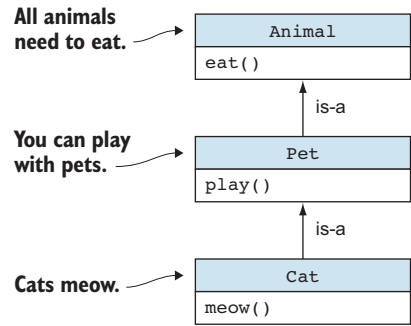 All animals
need to eat.
Animal
eat()
is-a
You can play
with pets.
Pet
play()
is-a
Cats meow.
Cat
meow()